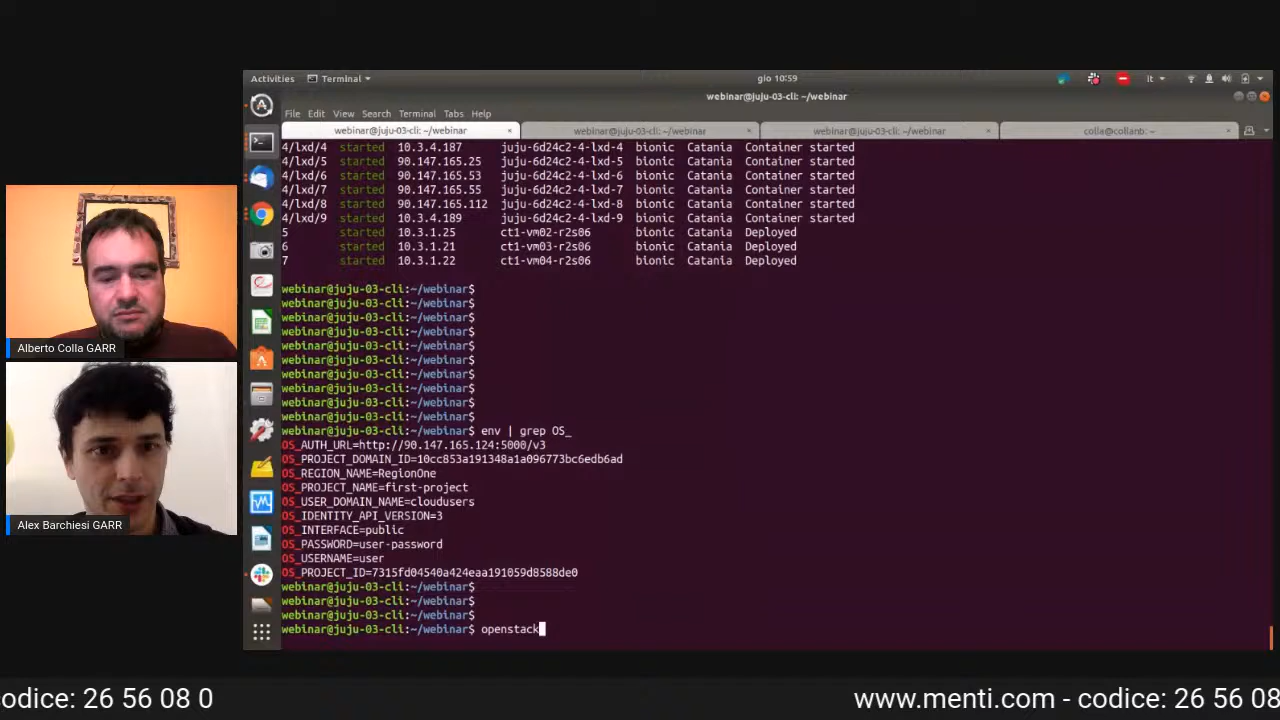 Activities
Terminal
gio 10:59
It
webinar@juju-03-cli: ~/webinar
File Edit View Search Terminal Tabs Help
webinar@juju-03-cli: ~/webinar × webinar@juju-03-cli: ~/webinar × webinar@juju-03-cli: ~/webinar × colla@collanb: ~ ×
4/lxd/4 started 10.3.4.187 juju-6d24c2-4-lxd-4 bionic Catania Container started
4/lxd/5 started 90.147.165.25 juju-6d24c2-4-lxd-5 bionic Catania Container started
4/lxd/6 started 90.147.165.53 juju-6d24c2-4-lxd-6 bionic Catania Container started
4/lxd/7 started 90.147.165.55 juju-6d24c2-4-lxd-7 bionic Catania Container started
4/lxd/8 started 90.147.165.112 juju-6d24c2-4-lxd-8 bionic Catania Container started
4/lxd/9 started 10.3.4.189 juju-6d24c2-4-lxd-9 bionic Catania Container started
5 started 10.3.1.25 ct1-vm02-r2s06 bionic Catania Deployed
6 started 10.3.1.21 ct1-vm03-r2s06 bionic Catania Deployed
7 started 10.3.1.22 ct1-vm04-r2s06 bionic Catania Deployed
webinar@juju-03-cli:~/webinar$
webinar@juju-03-cli:~/webinar$
webinar@juju-03-cli:~/webinar$
webinar@juju-03-cli:~/webinar$
webinar@juju-03-cli:~/webinar$
webinar@juju-03-cli:~/webinar$
webinar@juju-03-cli:~/webinar$
webinar@juju-03-cli:~/webinar$
webinar@juju-03-cli:~/webinar$
webinar@juju-03-cli:~/webinar$
webinar@juju-03-cli:~/webinar$ env | grep OS_
OS_AUTH_URL=http://90.147.165.124:5000/v3
OS_PROJECT_DOMAIN_ID=10cc853a191348a1a096773bc6edb6ad
OS_REGION_NAME=RegionOne
OS_PROJECT_NAME=first-project
OS_USER_DOMAIN_NAME=cloudusers
OS_IDENTITY_API_VERSION=3
OS_INTERFACE=public
OS_PASSWORD=user-password
OS_USERNAME=user
OS_PROJECT_ID=7315fd04540a424eaa191059d8588de0
webinar@juju-03-cli:~/webinar$
webinar@juju-03-cli:~/webinar$
webinar@juju-03-cli:~/webinar$
webinar@juju-03-cli:~/webinar$ openstack
Alberto Colla GARR
Alex Barchiesi GARR
codice: 26 56 08 0 www.menti.com - codice: 26 56 08